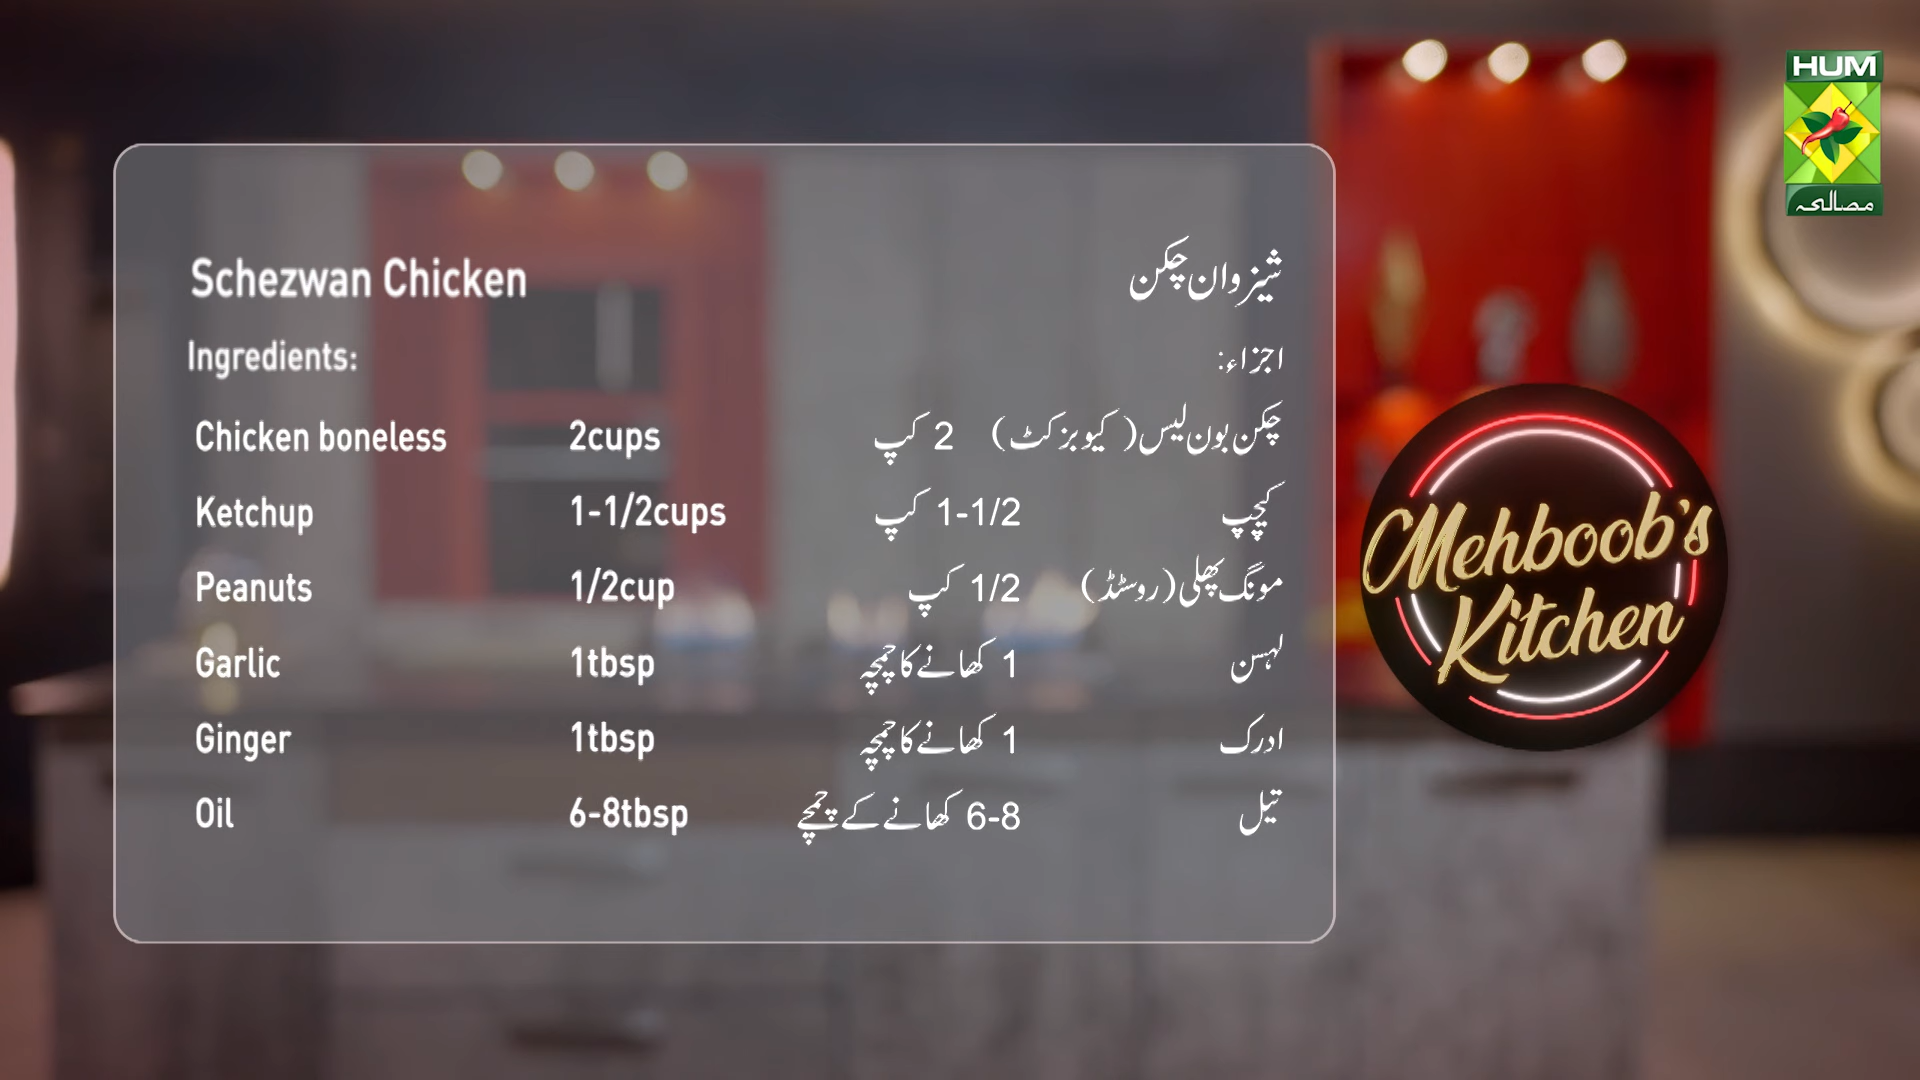 HUM
مصالحہ
Schezwan Chicken شیزوان چکن
Ingredients: اجزاء:
Chicken boneless 2cups چکن بون لیس (کیوبز کٹ) 2 کپ
Ketchup 1-1/2cups کیچپ 1-1/2 کپ
Peanuts 1/2cup مونگ پھلی (روسٹڈ) 1/2 کپ
Garlic 1tbsp لہسن 1 کھانے کا چمچہ
Ginger 1tbsp ادرک 1 کھانے کا چمچہ
Oil 6-8tbsp تیل 6-8 کھانے کے چمچے
Mehboob's
Kitchen